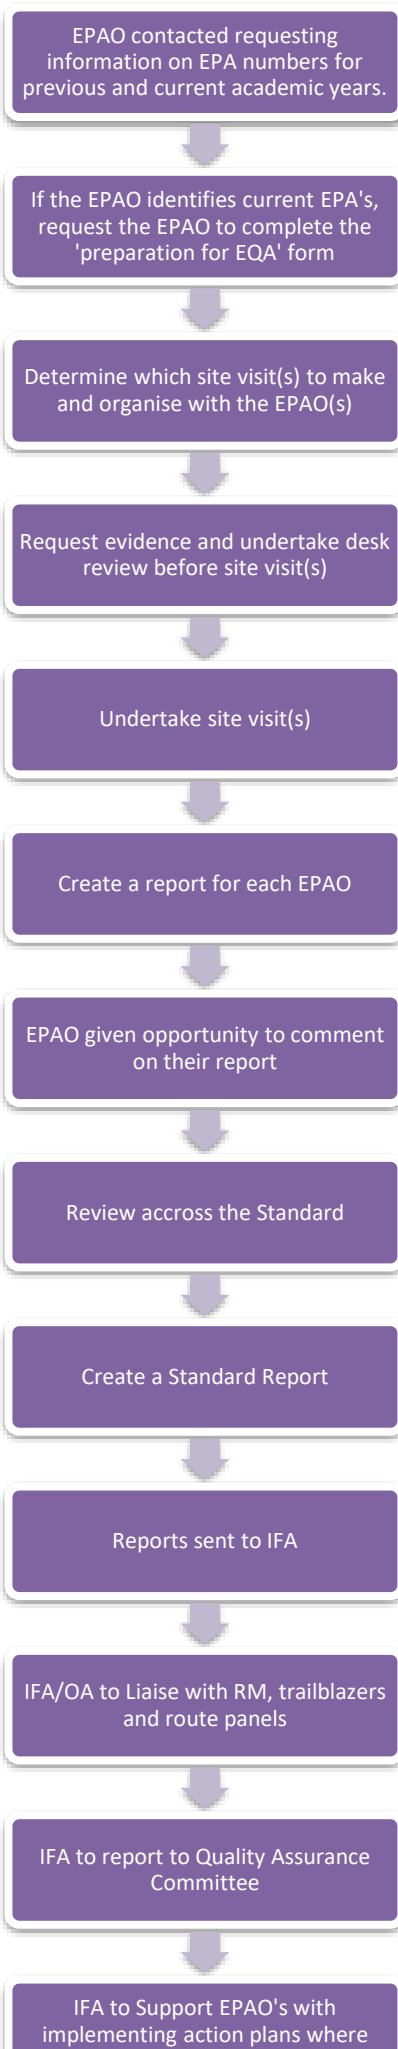 EPAO contacted requesting
information on EPA numbers for
previous and current academic years.
If the EPAO identifies current EPA's,
request the EPAO to complete the
'preparation for EQA' form
Determine which site visit(s) to make
and organise with the EPAO(s)
Request evidence and undertake desk
review before site visit(s)
Undertake site visit(s)
Create a report for each EPAO
EPAO given opportunity to comment
on their report
Review accross the Standard
Create a Standard Report
Reports sent to IFA
IFA/OA to Liaise with RM, trailblazers
and route panels
IFA to report to Quality Assurance
Committee
IFA to Support EPAO's with
implementing action plans where